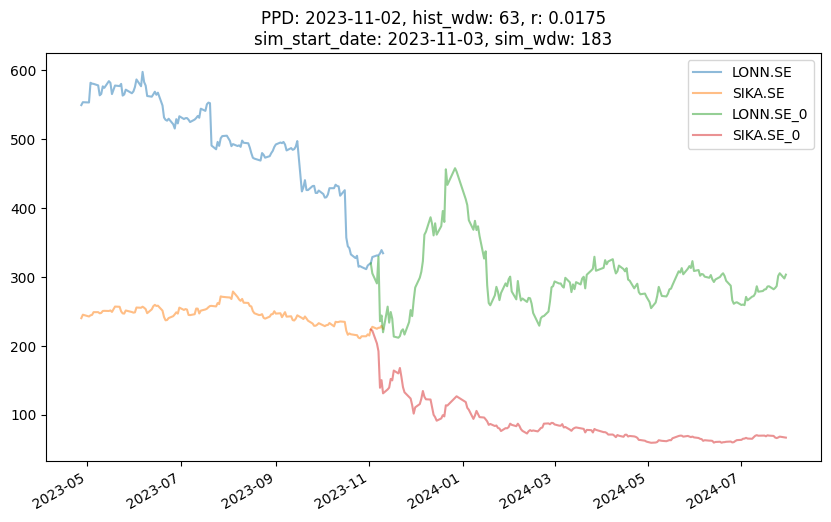 PPD: 2023-11-02, hist_wdw: 63, r: 0.0175
sim_start_date: 2023-11-03, sim_wdw: 183
LONN.SE
SIKA.SE
LONN.SE_0
SIKA.SE_0
600
500
400
300
200
100
2023-05
2023-07
2023-09
2023-11
2024-01
2024-03
2024-05
2024-07